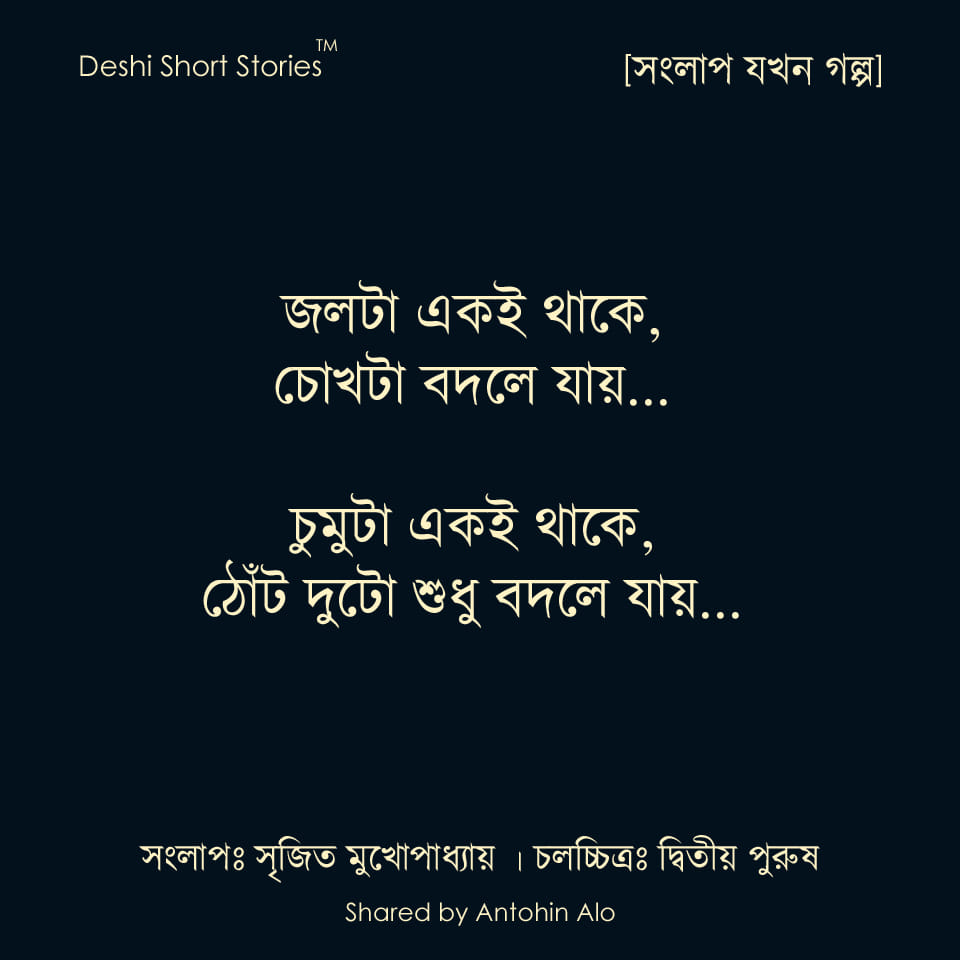 Deshi Short Stories™
[সংলাপ যখন গল্প]
জলটা একই থাকে,
চোখটা বদলে যায়...
চুমুটা একই থাকে,
ঠোঁট দুটো শুধু বদলে যায়...
সংলাপঃ সৃজিত মুখোপাধ্যায় । চলচ্চিত্রঃ দ্বিতীয় পুরুষ
Shared by Antohin Alo